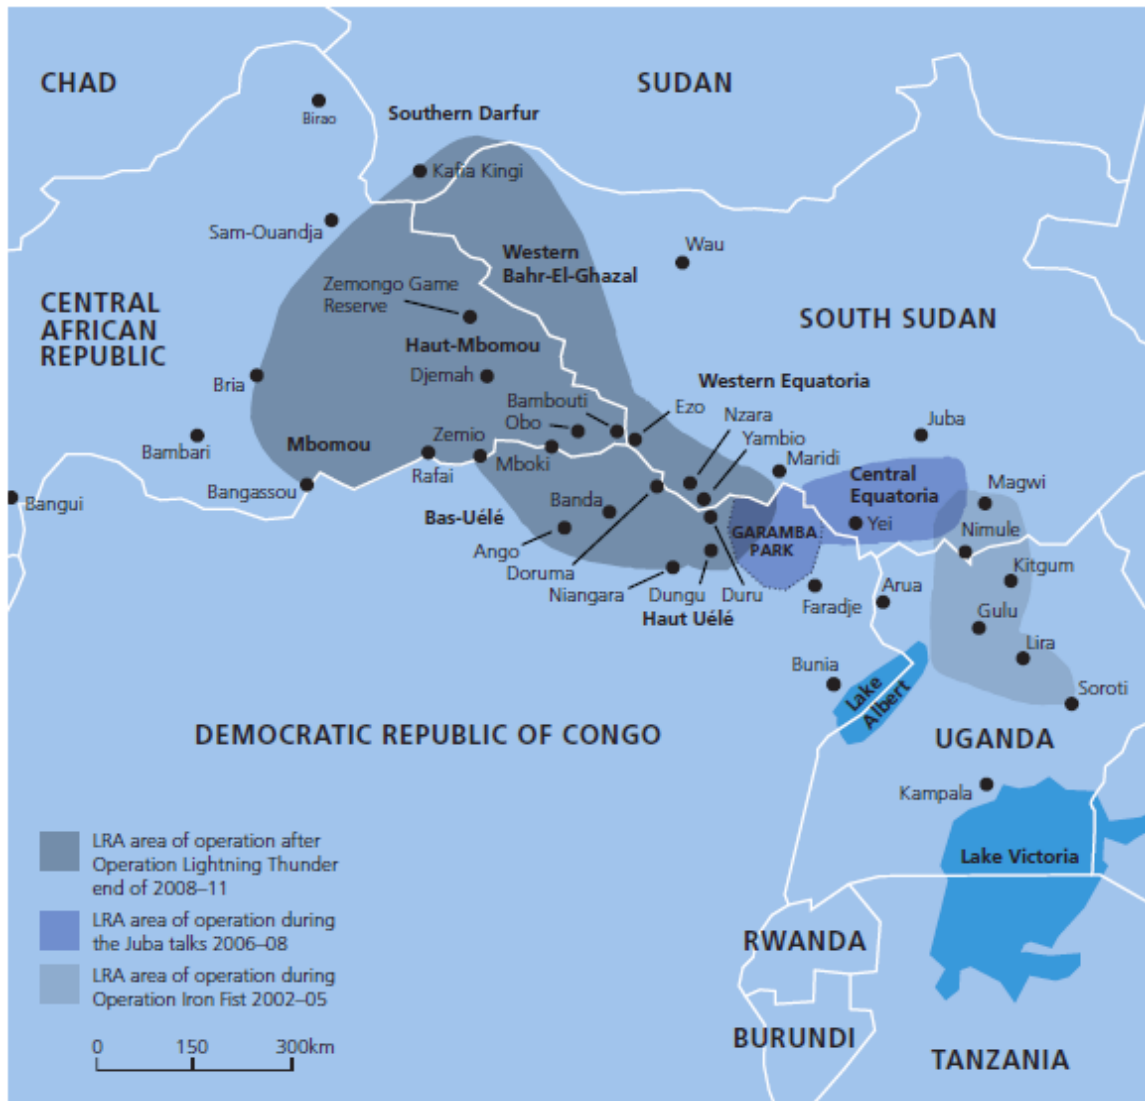 CHAD
SUDAN
Birao
Southern Darfur
Kafia Kingi
Sam-Ouandja
Wau
Western
Bahr-El-Ghazal
Zemongo Game
Reserve
CENTRAL
AFRICAN
REPUBLIC
SOUTH SUDAN
Haut-Mbomou
Djemah
Bria
Western Equatoria
Bambouti
Ezo
Nzara
Obo
Juba
Yambio
Bambari
Mbomou
Zemio
Mboki
Maridi
Rafai
Central
Equatoria
Magwi
Bangui
Bangassou
Banda
Bas-Uélé
Yei
Nimule
GARAMBA
PARK
Ango
Doruma
Kitgum
Niangara
Dungu
Duru
Faradje
Arua
Haut Uélé
Gulu
Lira
Bunia
Lake
Albert
Soroti
DEMOCRATIC REPUBLIC OF CONGO
UGANDA
Kampala
Lake Victoria
LRA area of operation after
Operation Lightning Thunder
end of 2008–11
LRA area of operation during
the Juba talks 2006–08
LRA area of operation during
Operation Iron Fist 2002–05
RWANDA
BURUNDI
TANZANIA
0 150 300km